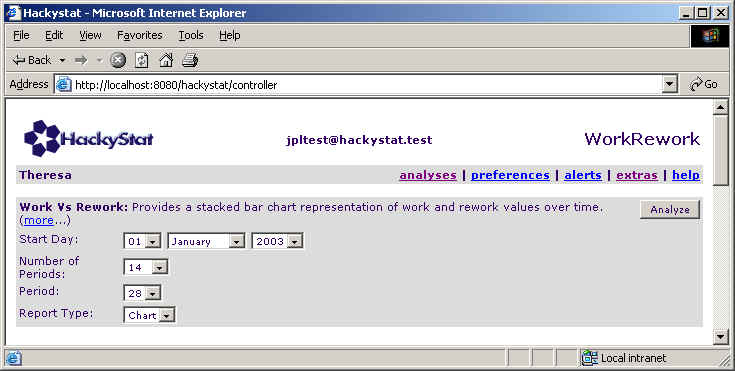 Hackystat - Microsoft Internet Explorer
File Edit View Favorites Tools Help
Back
Address http://localhost:8080/hackystat/controller Go
HackyStat jpltest@hackystat.test WorkRework
Theresa analyses | preferences | alerts | extras | help
Work Vs Rework: Provides a stacked bar chart representation of work and rework values over time. Analyze
(more...)
Start Day: 01 January 2003
Number of
Periods: 14
Period: 28
Report Type: Chart
Local intranet